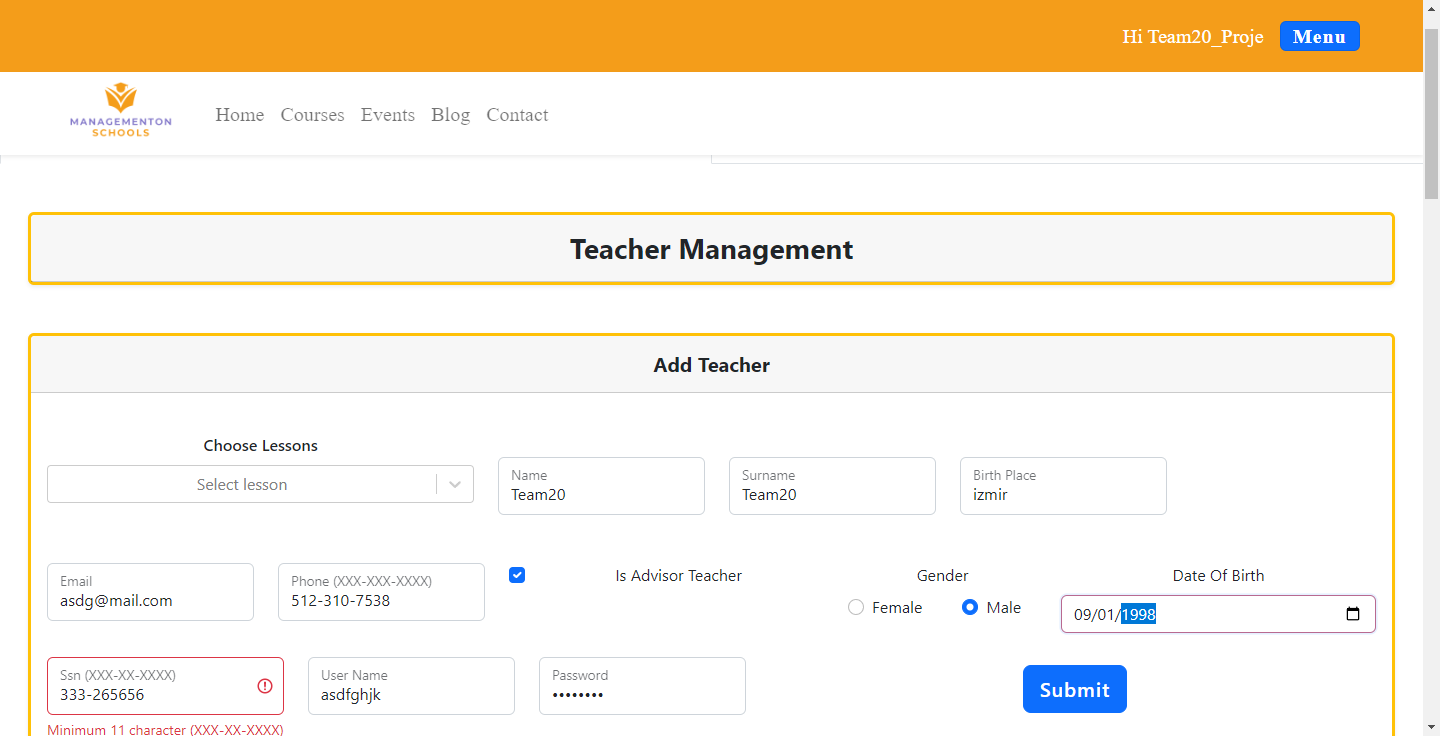 Hi Team20_Proje
Menu
MANAGEMENTON
SCHOOLS
Home Courses Events Blog Contact
Teacher Management
Add Teacher
Choose Lessons
Select lesson
Name
Team20
Surname
Team20
Birth Place
izmir
Email
asdg@mail.com
Phone (XXX-XXX-XXXX)
512-310-7538
Is Advisor Teacher
Gender
Female Male
Date Of Birth
09/01/1998
Ssn (XXX-XX-XXXX)
333-265656
Minimum 11 character (XXX-XX-XXXX)
User Name
asdfghjk
Password
••••••••
Submit